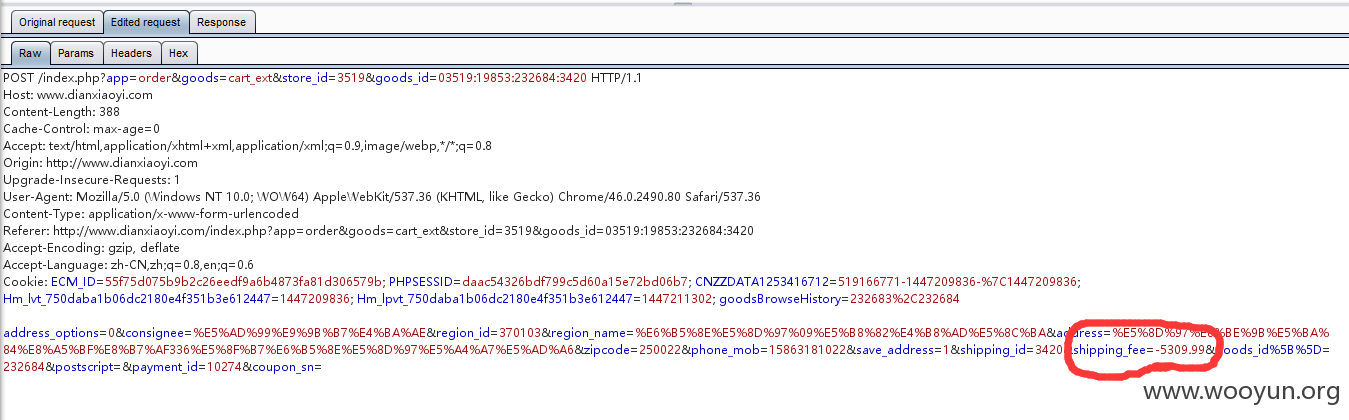 Original request Edited request Response
Raw Params Headers Hex
POST /index.php?app=order&goods=cart_ext&store_id=3519&goods_id=03519:19853:232684:3420 HTTP/1.1
Host: www.dianxiaoyi.com
Content-Length: 388
Cache-Control: max-age=0
Accept: text/html,application/xhtml+xml,application/xml;q=0.9,image/webp,*/*;q=0.8
Origin: http://www.dianxiaoyi.com
Upgrade-Insecure-Requests: 1
User-Agent: Mozilla/5.0 (Windows NT 10.0; WOW64) AppleWebKit/537.36 (KHTML, like Gecko) Chrome/46.0.2490.80 Safari/537.36
Content-Type: application/x-www-form-urlencoded
Referer: http://www.dianxiaoyi.com/index.php?app=order&goods=cart_ext&store_id=3519&goods_id=03519:19853:232684:3420
Accept-Encoding: gzip, deflate
Accept-Language: zh-CN,zh;q=0.8,en;q=0.6
Cookie: ECM_ID=55f75d075b9b2c26eedf9a6b4873fa81d306579b; PHPSESSID=daac54326bdf799c5d60a15e72bd06b7; CNZZDATA1253416712=519166771-1447209836-%7C1447209836;
Hm_lvt_750daba1b06dc2180e4f351b3e612447=1447209836; Hm_lpvt_750daba1b06dc2180e4f351b3e612447=1447211302; goodsBrowseHistory=232683%2C232684
address_options=0&consignee=%E5%AD%99%E9%9B%B7%E4%BA%AE&region_id=370103&region_name=%E6%B5%8E%E5%8D%97%09%E5%B8%82%E4%B8%AD%E5%8C%BA&address=%E5%8D%97%E8%BE%9B%E5%BA%
84%E8%A5%BF%E8%B7%AF336%E5%8F%B7%E6%B5%8E%E5%8D%97%E5%A4%A7%E5%AD%A6&zipcode=250022&phone_mob=15863181022&save_address=1&shipping_id=3420&shipping_fee=-5309.99&goods_id%5B%5D=
232684&postscript=&payment_id=10274&coupon_sn=
www.wooyun.org